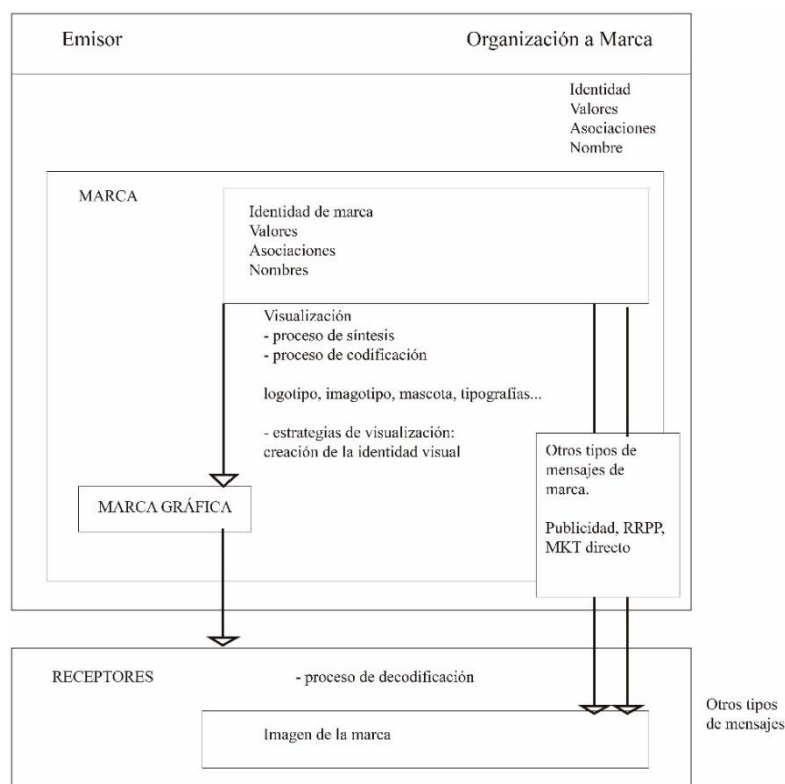 Emisor
Organización a Marca
Identidad
Valores
Asociaciones
Nombre
MARCA
Identidad de marca
Valores
Asociaciones
Nombres
Visualización
- proceso de síntesis
- proceso de codificación
logotipo, imagotipo, mascota, tipografías...
- estrategias de visualización:
creación de la identidad visual
Otros tipos de
mensajes de
marca.
Publicidad, RRPP,
MKT directo
MARCA GRÁFICA
RECEPTORES
- proceso de decodificación
Imagen de la marca
Otros tipos
de mensajes